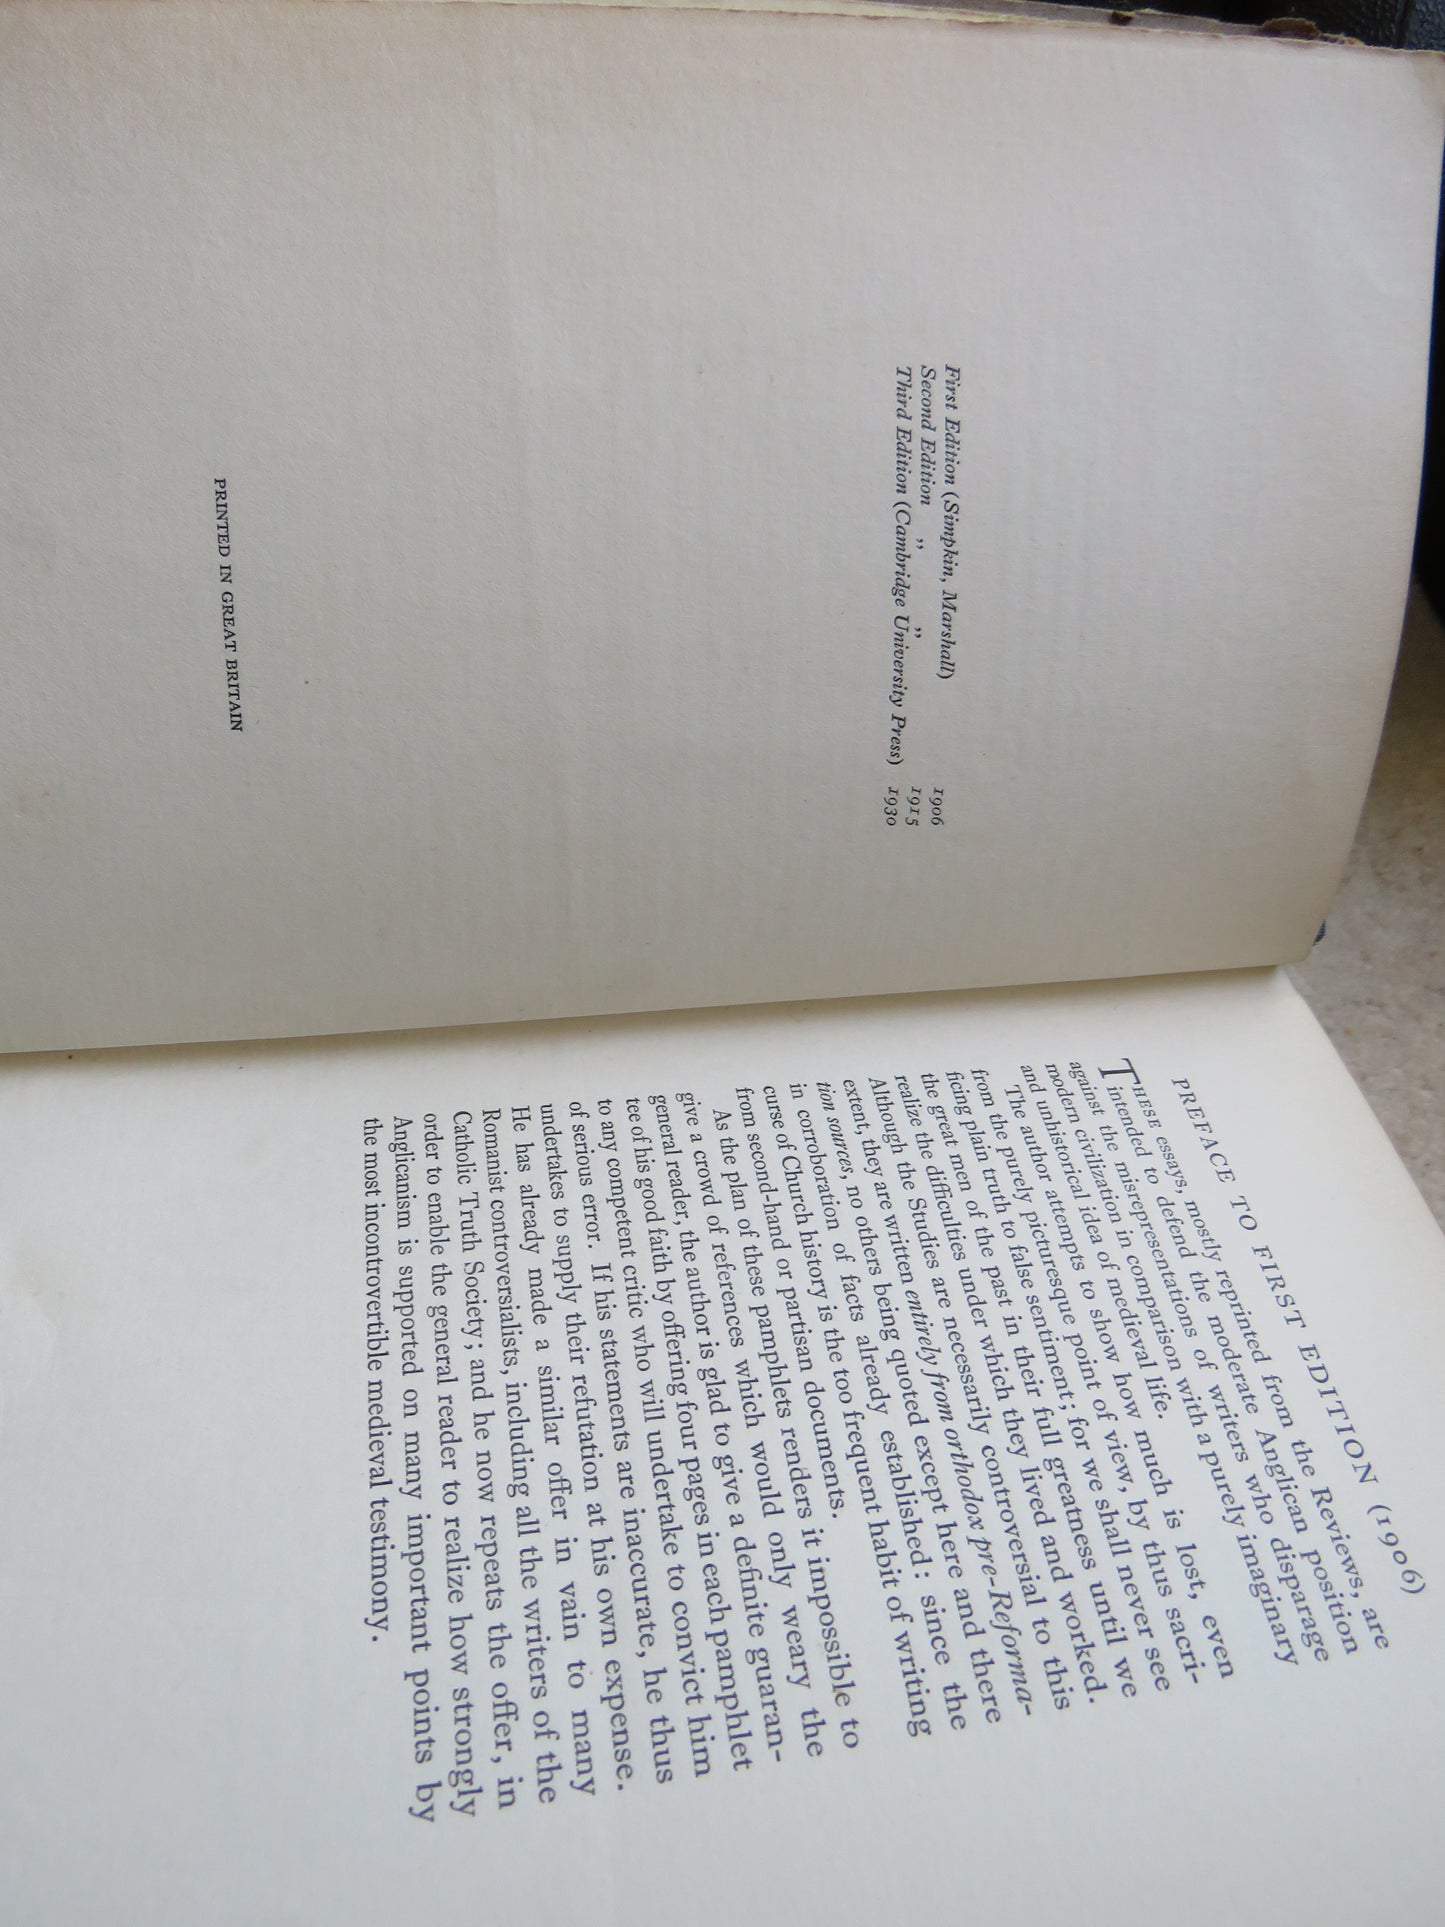 First Edition (Simpkin, Marshall) 1906
Second Edition „ „ 1915
Third Edition (Cambridge University Press) 1930
PRINTED IN GREAT BRITAIN
PREFACE TO FIRST EDITION (1906)
THESE essays, mostly reprinted from the Reviews, are
intended to defend the moderate Anglican position
against the misrepresentations of writers who disparage
modern civilization in comparison with a purely imaginary
and unhistorical idea of medieval life.
The author attempts to show how much is lost, even
from the purely picturesque point of view, by thus sacri-
ficing plain truth to false sentiment; for we shall never see
the great men of the past in their full greatness until we
realize the difficulties under which they lived and worked.
Although the Studies are necessarily controversial to this
extent, they are written entirely from orthodox pre-Reforma-
tion sources, no others being quoted except here and there
in corroboration of facts already established: since the
curse of Church history is the too frequent habit of writing
from second-hand or partisan documents.
As the plan of these pamphlets renders it impossible to
give a crowd of references which would only weary the
general reader, the author is glad to give a definite guaran-
tee of his good faith by offering four pages in each pamphlet
to any competent critic who will undertake to convict him
of serious error. If his statements are inaccurate, he thus
undertakes to supply their refutation at his own expense.
He has already made a similar offer in vain to many
Romanist controversialists, including all the writers of the
Catholic Truth Society; and he now repeats the offer, in
order to enable the general reader to realize how strongly
Anglicanism is supported on many important points by
the most incontrovertible medieval testimony.